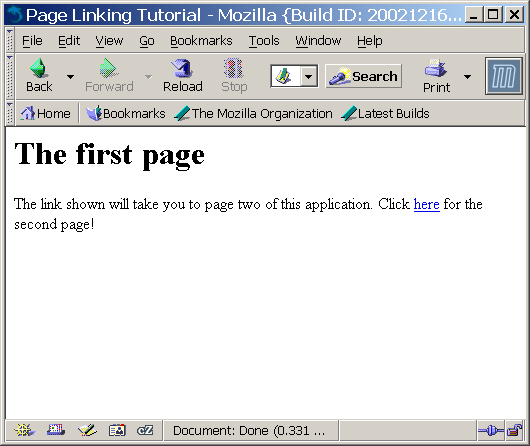 Page Linking Tutorial - Mozilla {Build ID: 20021216...
File Edit View Go Bookmarks Tools Window Help
Back Forward Reload Stop Search Print
Home Bookmarks The Mozilla Organization Latest Builds
The first page
The link shown will take you to page two of this application. Click here for the
second page!
Document: Done (0.331 ...